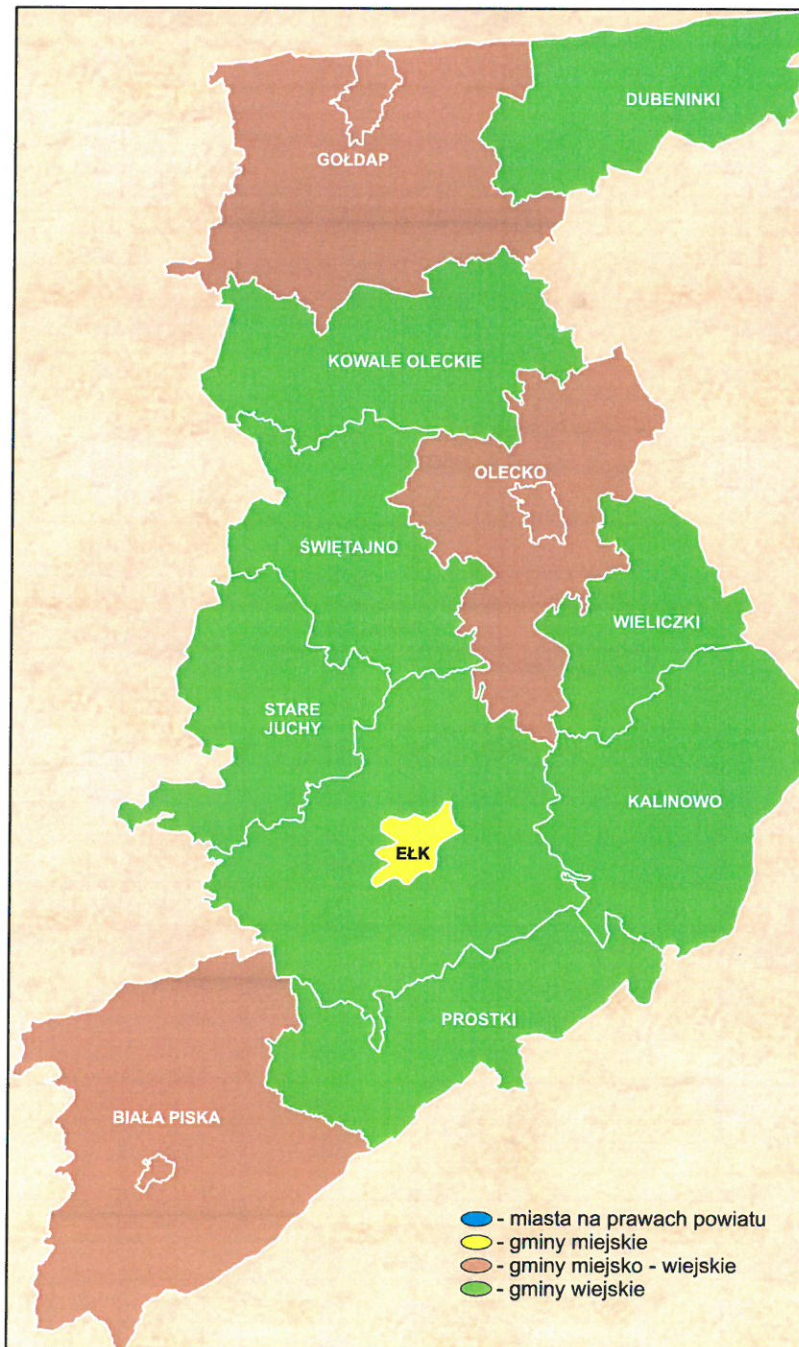 DUBENINKI
GOŁDAP
KOWALE OLECKIE
OLECKO
ŚWIĘTAJNO
WIELICZKI
STARE
JUCHY
KALINOWO
EŁK
PROSTKI
BIAŁA PISKA
- miasta na prawach powiatu
- gminy miejskie
- gminy miejsko - wiejskie
- gminy wiejskie